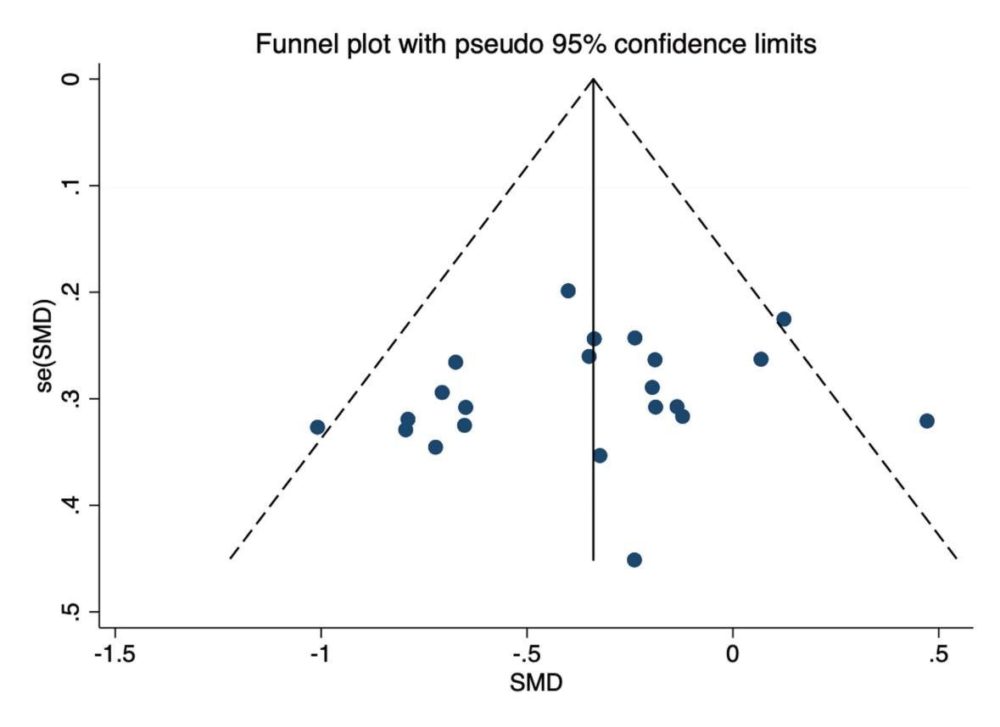 Funnel plot with pseudo 95% confidence limits
0
.1
.2
.3
.4
.5
se(SMD)
-1.5 -1 -.5 0 .5
SMD